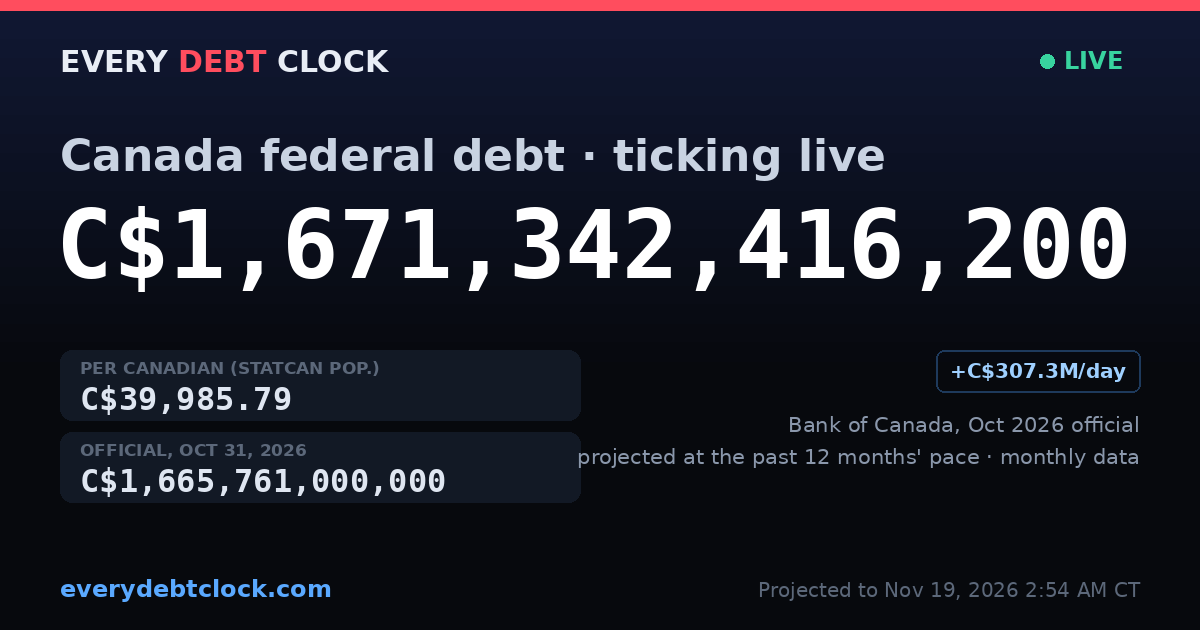 EVERY DEBT CLOCK
LIVE
Canada federal debt · ticking live
C$1,671,342,416,200
PER CANADIAN (STATCAN POP.)
C$39,985.79
OFFICIAL, OCT 31, 2026
C$1,665,761,000,000
+C$307.3M/day
Bank of Canada, Oct 2026 official
projected at the past 12 months' pace · monthly data
everydebtclock.com
Projected to Nov 19, 2026 2:54 AM CT